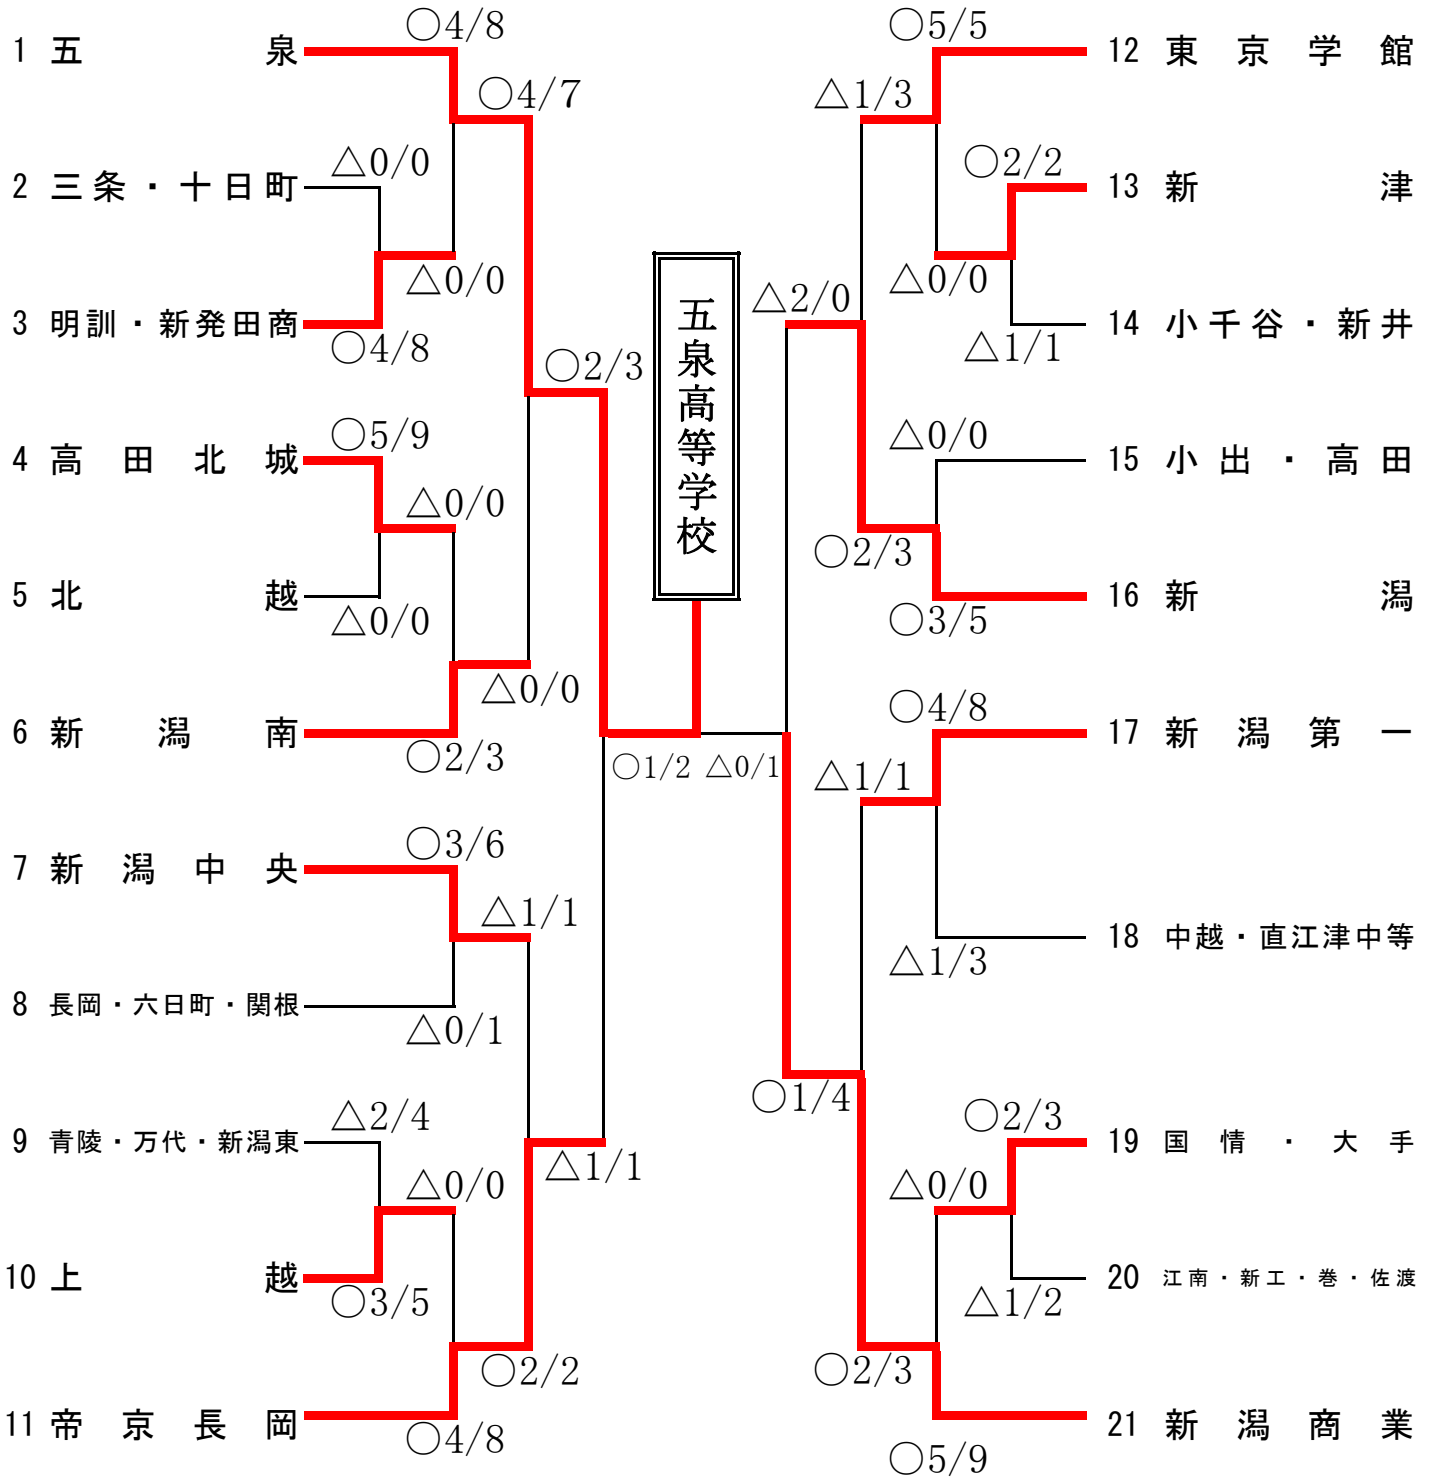 ○4/8
1 五泉
○4/7
△0/0
2 三条・十日町
△0/0
3 明訓・新発田商
○4/8
○2/3
○5/9
4 高田北城
△0/0
5 北越
△0/0
△0/0
6 新潟南
○2/3
○1/2
○3/6
7 新潟中央
△1/1
8 長岡・六日町・関根
△0/1
△2/4
9 青陵・万代・新潟東
△1/1
△0/0
10 上越
○3/5
○2/2
11 帝京長岡
○4/8
五泉高等学校
○5/5
12 東京学館
△1/3
○2/2
13 新津
△0/0
△2/0
14 小千谷・新井
△1/1
△0/0
15 小出・高田
○2/3
16 新潟
○3/5
○4/8
17 新潟第一
△0/1
△1/1
18 中越・直江津中等
△1/3
○1/4
○2/3
19 国情・大手
△0/0
20 江南・新工・巻・佐渡
△1/2
○2/3
21 新潟商業
○5/9